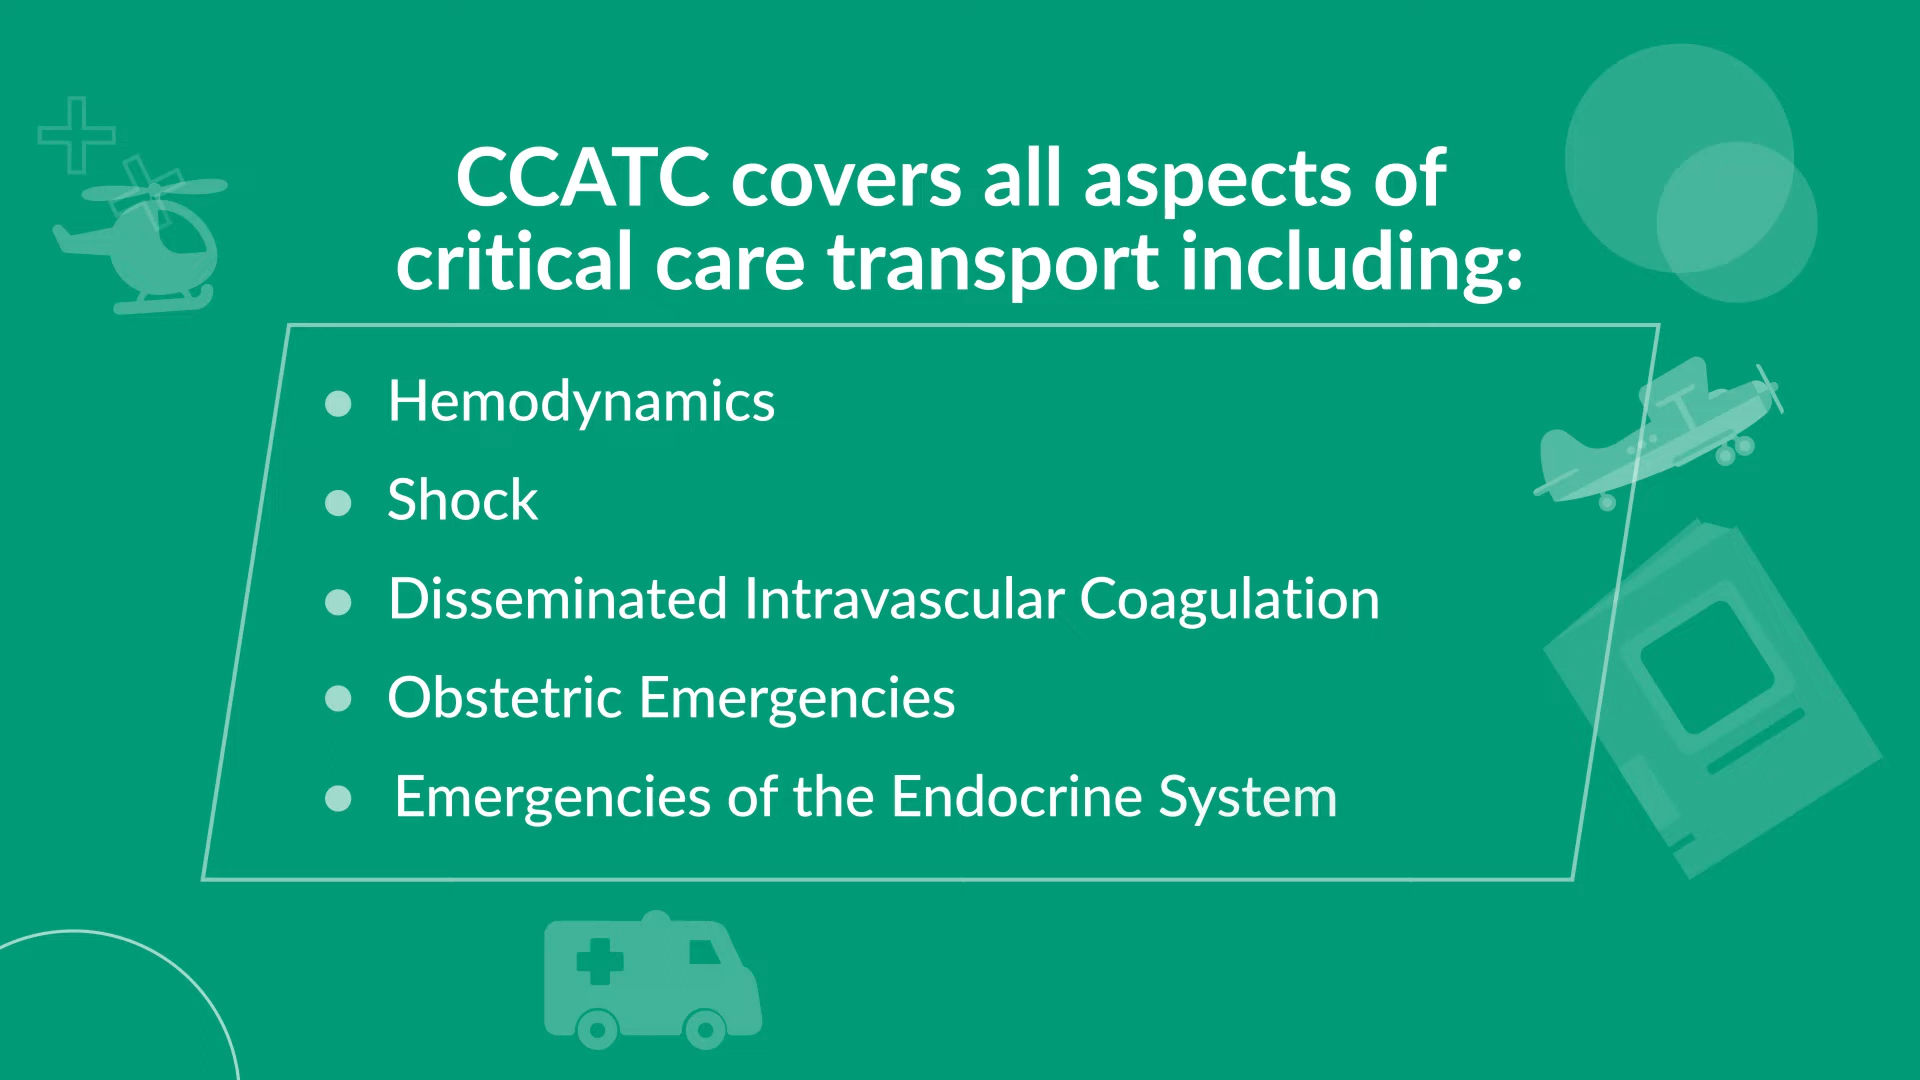 CCATC covers all aspects of
critical care transport including:
Hemodynamics
Shock
Disseminated Intravascular Coagulation
Obstetric Emergencies
Emergencies of the Endocrine System